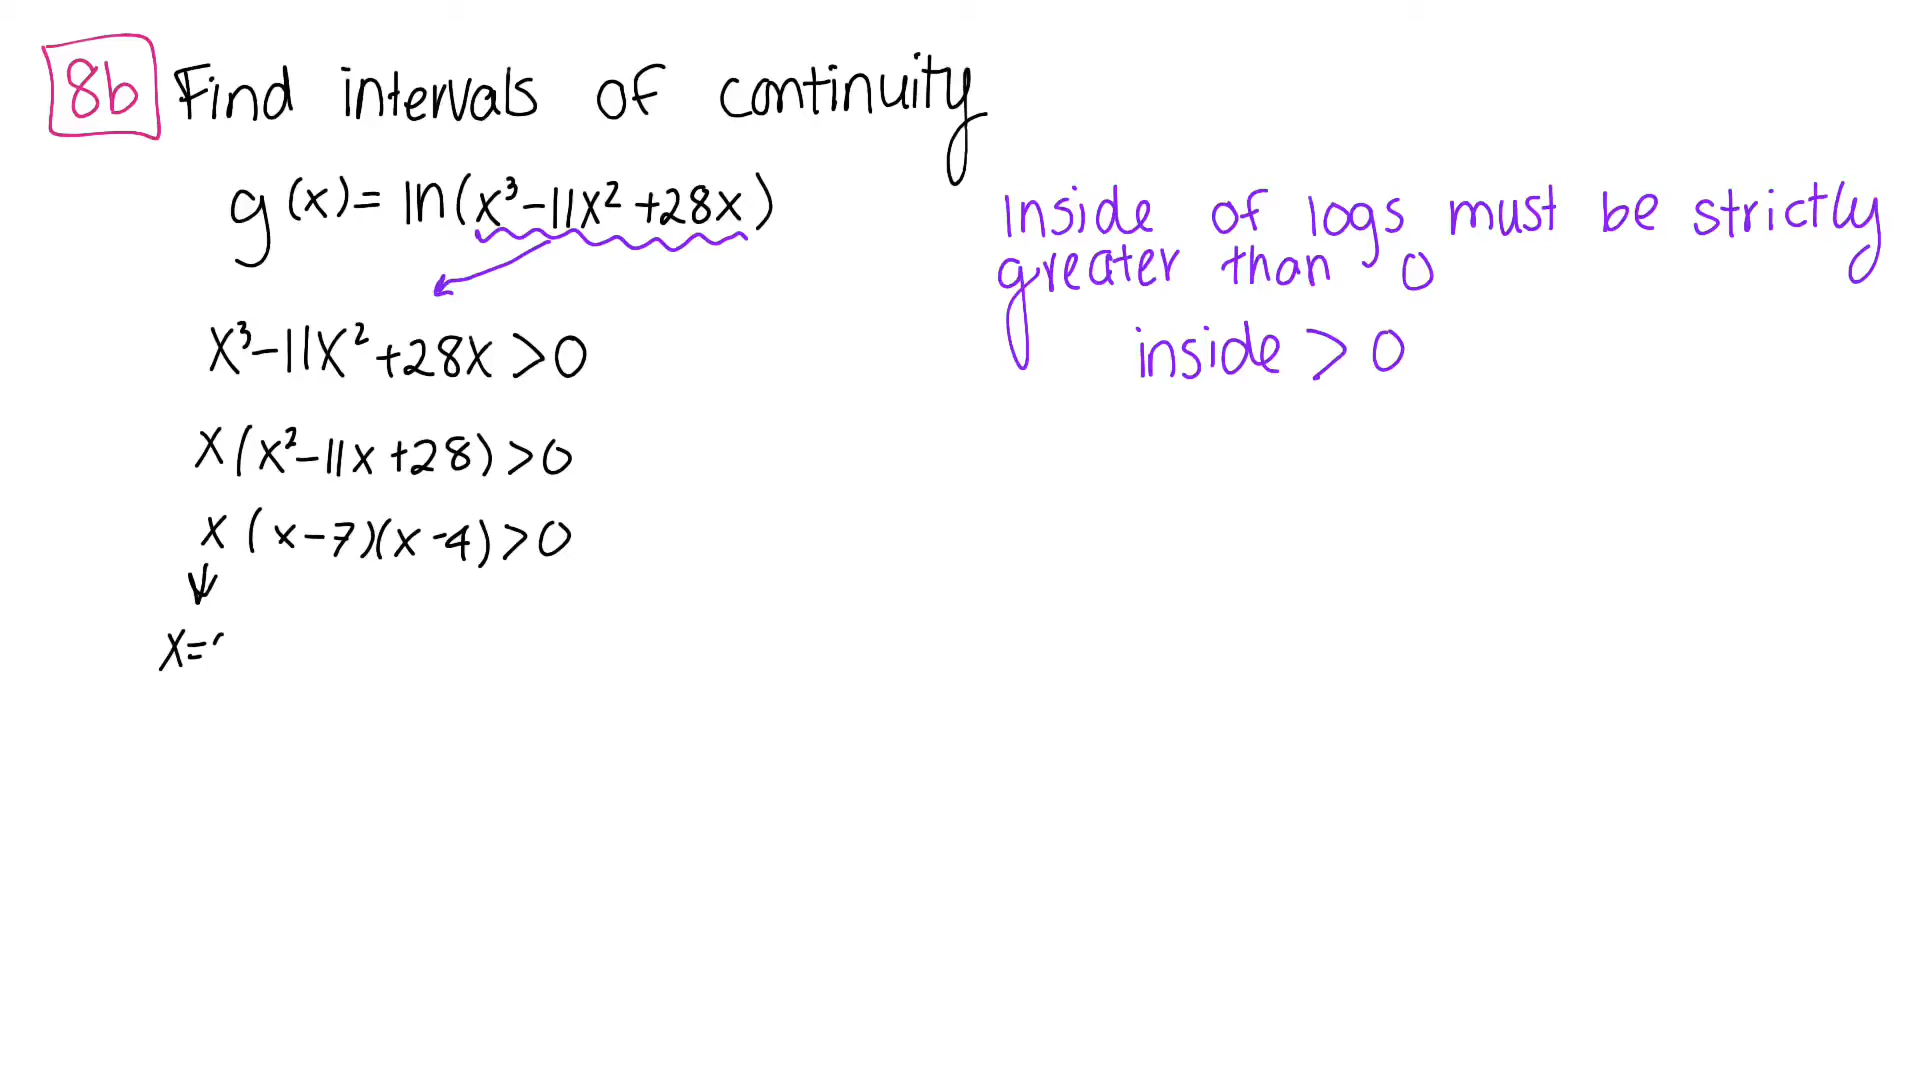 8b Find intervals of continuity
g(x) = ln(x³-11x²+28x)
Inside of logs must be strictly
greater than 0
inside > 0
x³-11x²+28x>0
x(x²-11x+28)>0
x(x-7)(x-4)>0
x=